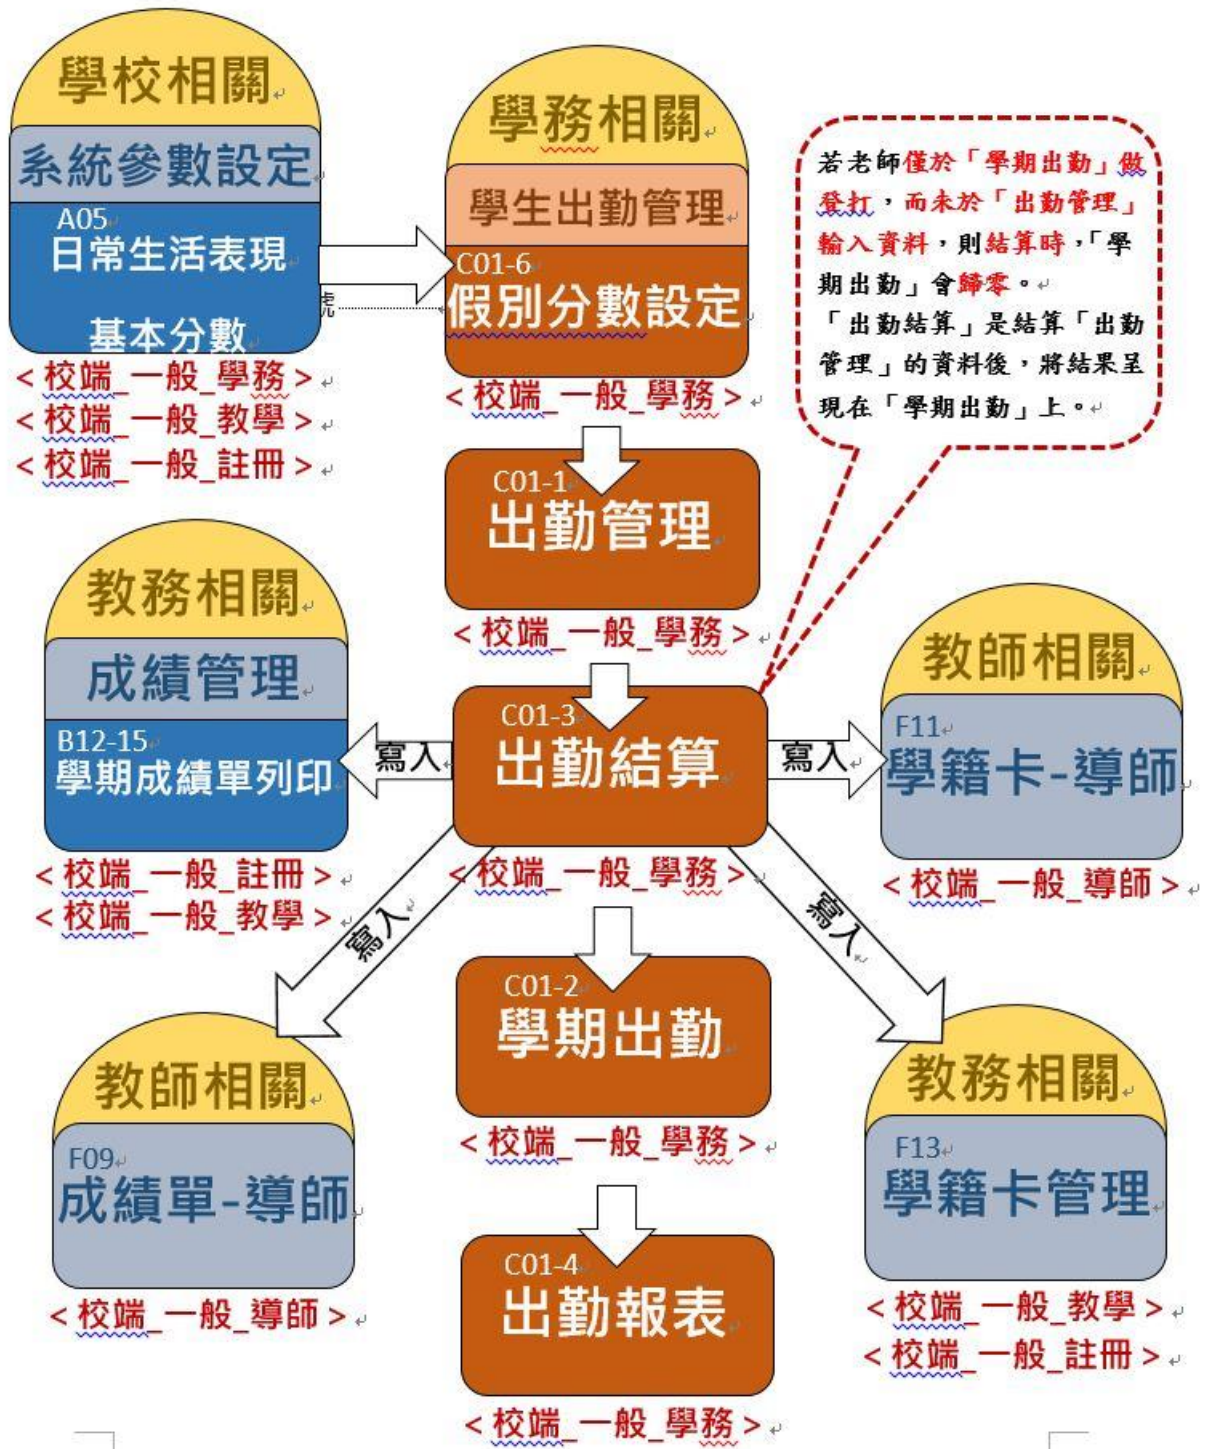 學校相關
系統參數設定
A05
日常生活表現
基本分數
<校端_一般_學務>
<校端_一般_教學>
<校端_一般_註冊>
號
學務相關
學生出勤管理
C01-6
假別分數設定
<校端_一般_學務>
若老師僅於「學期出勤」做
登打，而未於「出勤管理」
輸入資料，則結算時，「學
期出勤」會歸零。
「出勤結算」是結算「出勤
管理」的資料後，將結果呈
現在「學期出勤」上。
C01-1
出勤管理
<校端_一般_學務>
教務相關
成績管理
B12-15
學期成績單列印
<校端_一般_註冊>
<校端_一般_教學>
寫入
C01-3
出勤結算
<校端_一般_學務>
寫入
教師相關
F11
學籍卡-導師
<校端_一般_導師>
寫入
寫入
C01-2
學期出勤
<校端_一般_學務>
教師相關
F09
成績單-導師
<校端_一般_導師>
教務相關
F13
學籍卡管理
<校端_一般_教學>
<校端_一般_註冊>
C01-4
出勤報表
<校端_一般_學務>